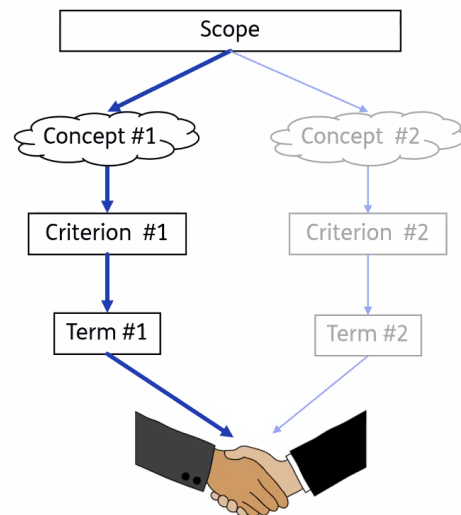 Scope
Concept #1
Concept #2
Criterion #1
Criterion #2
Term #1
Term #2